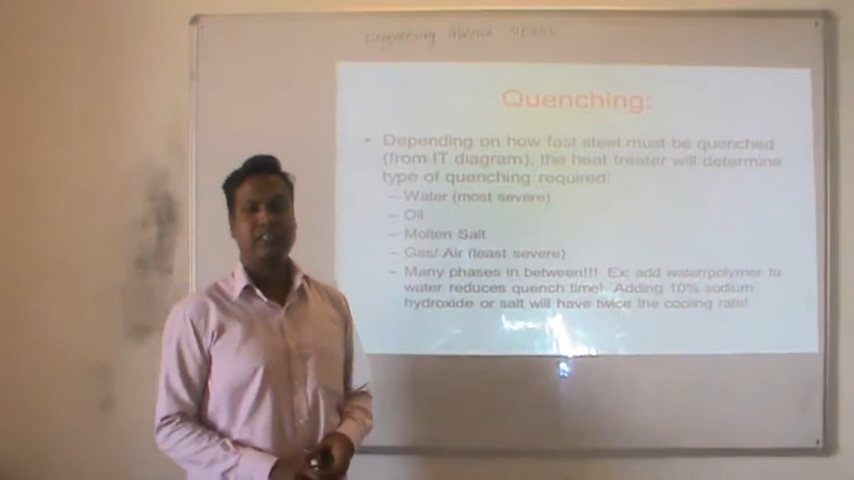 Engineering
Quenching:
• Depending on how fast steel must be quenched
(from IT diagram), the heat treater will determine
type of quenching required:
– Water (most severe)
– Oil
– Molten Salt
– Gas/ Air (least severe)
– Many phases in between!!! Ex: add water/polymer to
water reduces quench time! Adding 10% sodium
hydroxide or salt will have twice the cooling rate!